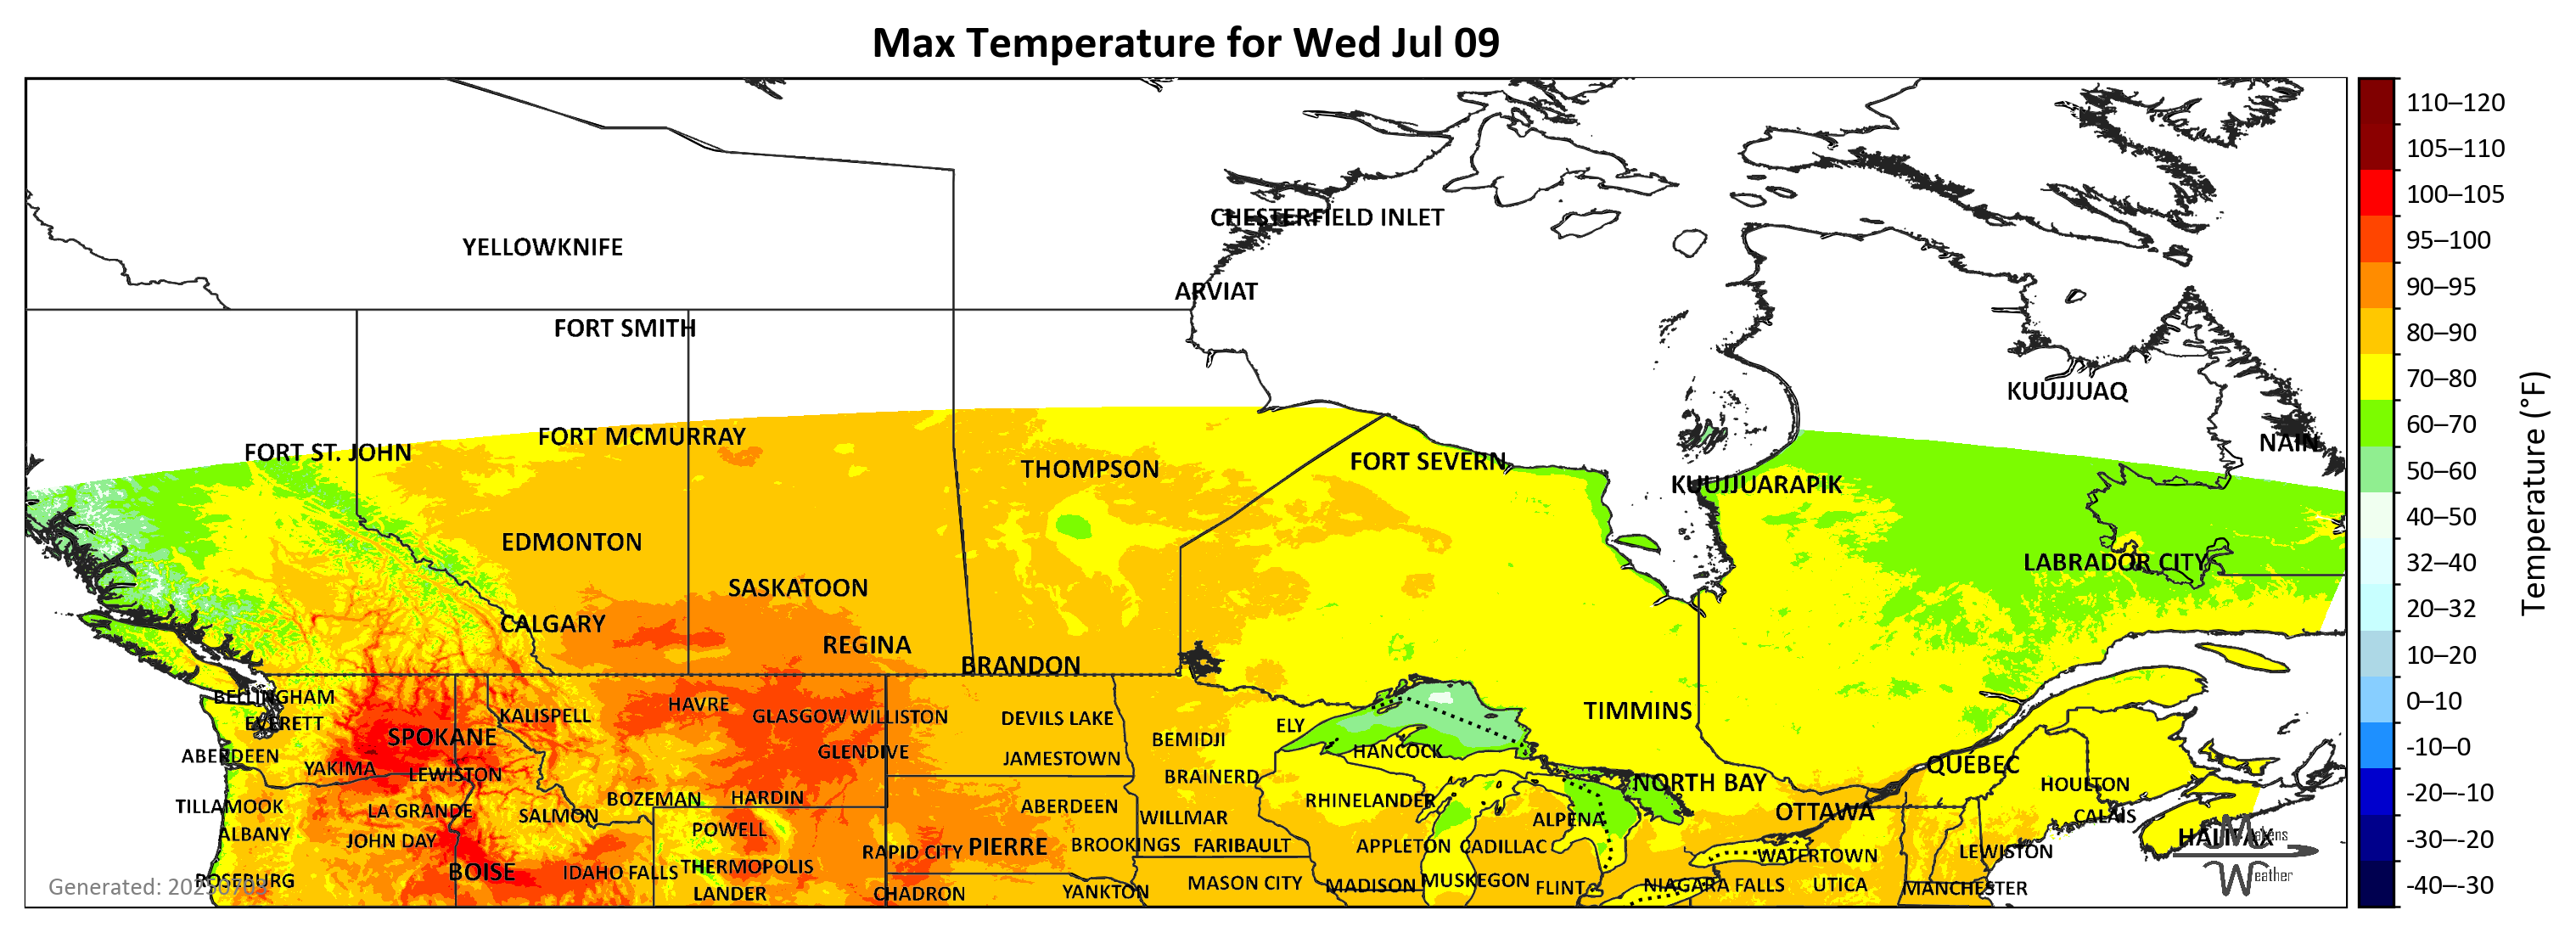 Max Temperature for Wed Jul 09
CHESTERFIELD INLET
YELLOWKNIFE
ARVIAT
FORT SMITH
KUUJJUAQ
FORT MCMURRAY
NAIN
FORT ST. JOHN
FORT SEVERN
THOMPSON
KUUJJUARAPIK
EDMONTON
LABRADOR CITY
SASKATOON
CALGARY
REGINA
BRANDON
BELLINGHAM
HAVRE
TIMMINS
KALISPELL
GLASGOW WILLISTON
DEVILS LAKE
EVERETT
ELY
SPOKANE
BEMIDJI
HANCOCK
GLENDIVE
ABERDEEN
JAMESTOWN
QUÉBEC
YAKIMA
LEWISTON
BRAINERD
NORTH BAY
HOULTON
BOZEMAN
HARDIN
RHINELANDER
TILLAMOOK
ABERDEEN
LA GRANDE
SALMON
WILLMAR
OTTAWA
CALAIS
ALPENA
POWELL
ALBANY
HALIFAX
JOHN DAY
BROOKINGS
FARIBAULT
APPLETON
CADILLAC
PIERRE
RAPID CITY
LEWISTON
WATERTOWN
THERMOPOLIS
BOISE
IDAHO FALLS
ROSEBURG
MUSKEGON
MASON CITY
MADISON
FLINT
NIAGARA FALLS
UTICA
MANCHESTER
LANDER
CHADRON
YANKTON
Makens
Weather
110–120
105–110
100–105
95–100
90–95
80–90
70–80
60–70
50–60
40–50
32–40
20–32
10–20
0–10
-10–0
-20–-10
-30–-20
-40–-30
Temperature (°F)